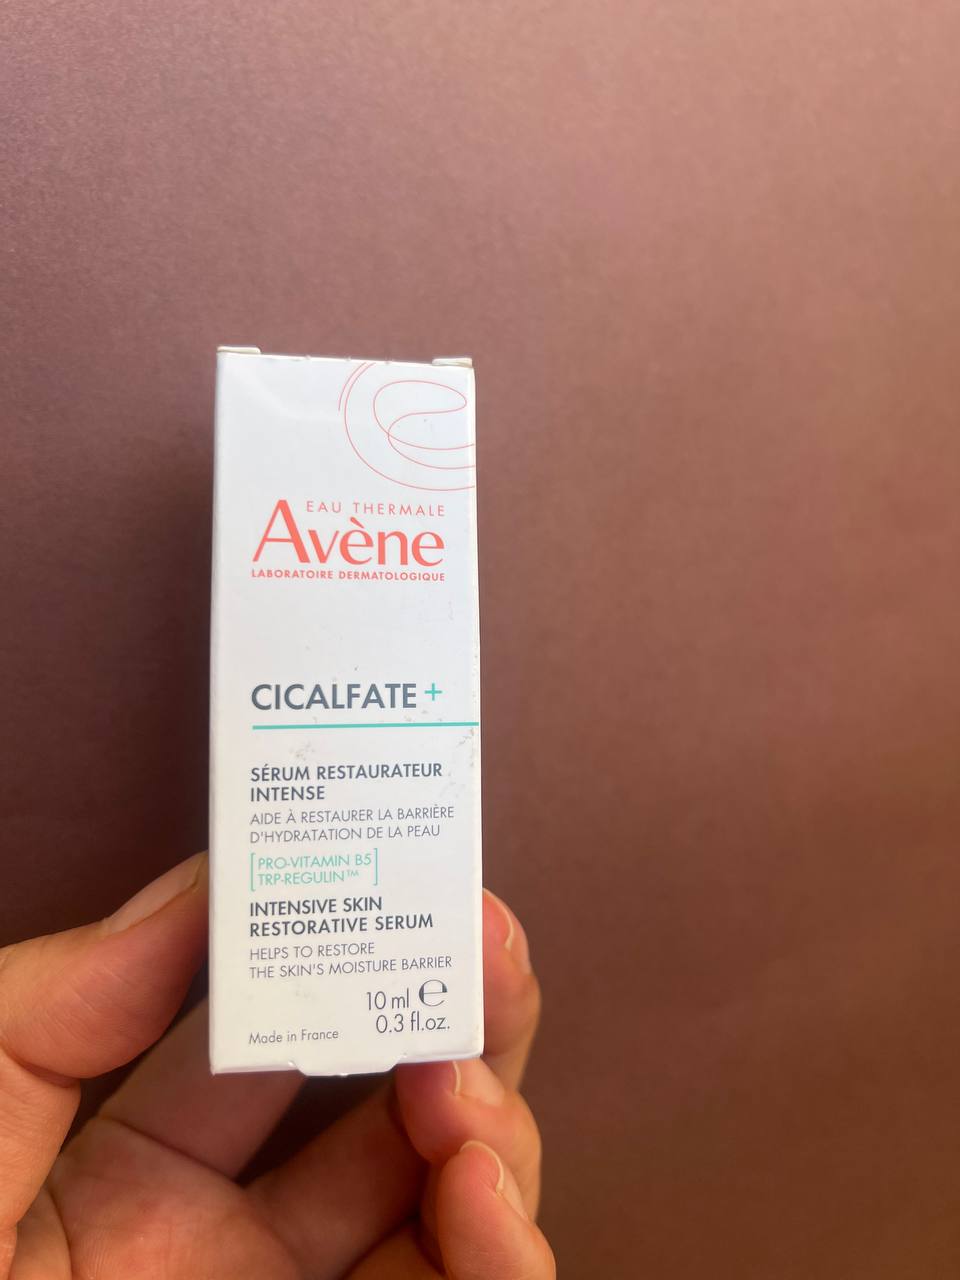 EAU THERMALE
Avène
LABORATOIRE DERMATOLOGIQUE
CICALFATE+
SÉRUM RESTAURATEUR
INTENSE
AIDE À RESTAURER LA BARRIÈRE
D'HYDRATATION DE LA PEAU
[PRO-VITAMIN B5
TRP-REGULIN™]
INTENSIVE SKIN
RESTORATIVE SERUM
HELPS TO RESTORE
THE SKIN'S MOISTURE BARRIER
10 ml ℮
0.3 fl.oz.
Made in France